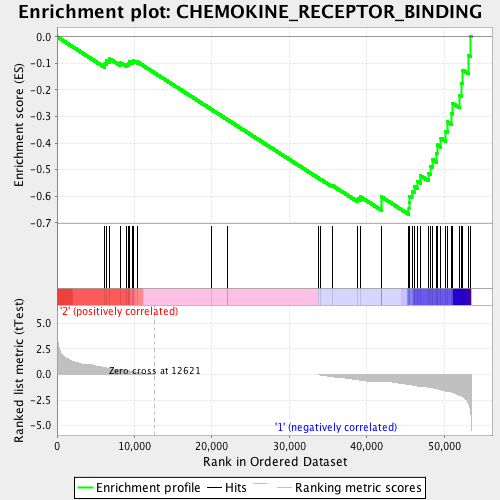 Enrichment plot: CHEMOKINE_RECEPTOR_BINDING
Enrichment score (ES)
0.0
-0.1
-0.2
-0.3
-0.4
-0.5
-0.6
-0.7
'2' (positively correlated)
Ranked list metric (tTest)
5.0
2.5
0.0
-2.5
-5.0
Zero cross at 12621
'1' (negatively correlated)
0 10,000 20,000 30,000 40,000 50,000
Rank in Ordered Dataset
Enrichment profile Hits Ranking metric scores